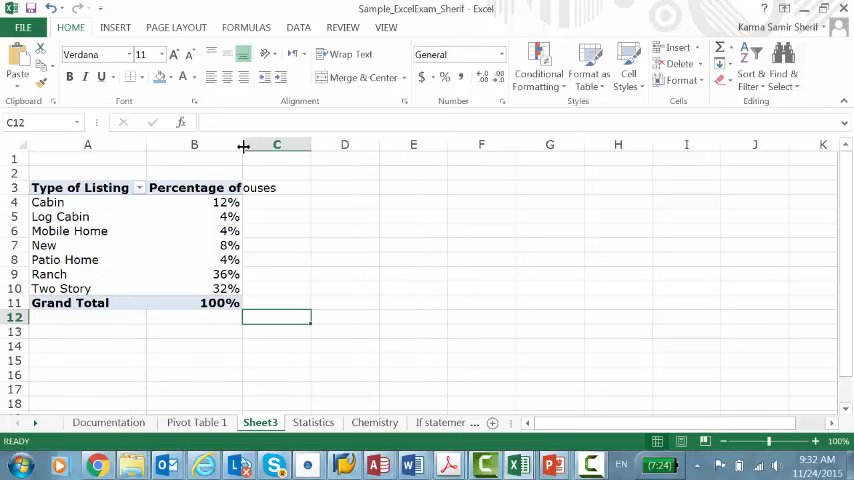 Sample_ExcelExam_Sherif - Excel
FILE HOME INSERT PAGE LAYOUT FORMULAS DATA REVIEW VIEW Karma Samir Sherif
Paste Verdana 11 A A Wrap Text General Conditional Formatting Format as Table Cell Styles Insert Delete Format Sort & Filter Find & Select
B I U A Merge & Center $ % ,
Clipboard Font Alignment Number Styles Cells Editing
C12 fx
A B C D E F G H I J K
1
2
3 Type of Listing Percentage of ouses
4 Cabin 12%
5 Log Cabin 4%
6 Mobile Home 4%
7 New 8%
8 Patio Home 4%
9 Ranch 36%
10 Two Story 32%
11 Grand Total 100%
12
13
14
15
16
17
18
Documentation Pivot Table 1 Sheet3 Statistics Chemistry If statemer ...
READY 100%
EN (7:24) 9:32 AM
11/24/2015